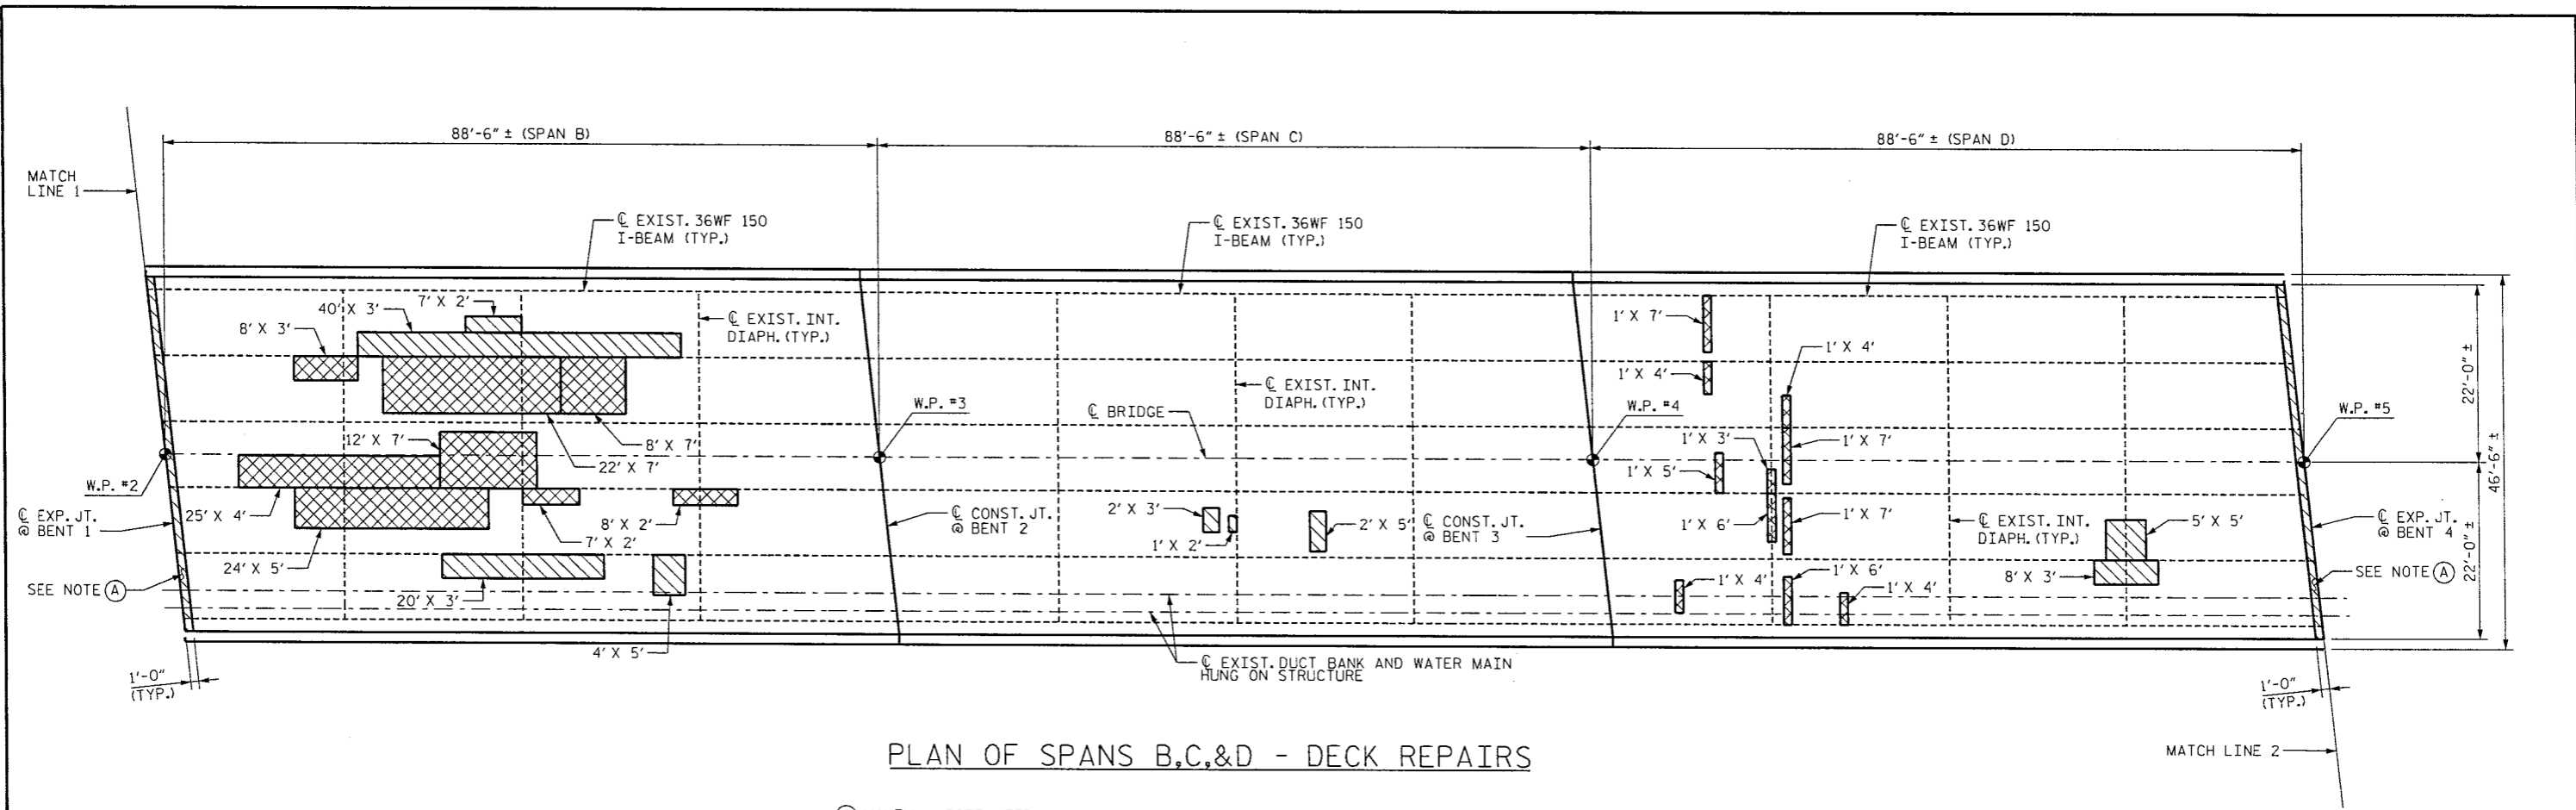 88'-6" ± (SPAN B)
88'-6" ± (SPAN C)
88'-6" ± (SPAN D)
MATCH
LINE 1
℄ EXIST. 36WF 150
I-BEAM (TYP.)
℄ EXIST. 36WF 150
I-BEAM (TYP.)
℄ EXIST. 36WF 150
I-BEAM (TYP.)
40' X 3'
7' X 2'
8' X 3'
℄ EXIST. INT.
DIAPH. (TYP.)
12' X 7'
8' X 7'
22' X 7'
W.P. #2
℄ EXP. JT.
@ BENT 1
25' X 4'
8' X 2'
7' X 2'
24' X 5'
SEE NOTE Ⓐ
20' X 3'
4' X 5'
1'-0"
(TYP.)
W.P. #3
℄ CONST. JT.
@ BENT 2
℄ EXIST. INT.
DIAPH. (TYP.)
℄ BRIDGE
2' X 3'
1' X 2'
2' X 5'
℄ CONST. JT.
@ BENT 3
℄ EXIST. DUCT BANK AND WATER MAIN
HUNG ON STRUCTURE
W.P. #4
1' X 7'
1' X 4'
1' X 4'
1' X 3'
1' X 7'
1' X 5'
1' X 6'
1' X 7'
℄ EXIST. INT.
DIAPH. (TYP.)
5' X 5'
8' X 3'
1' X 4'
1' X 6'
1' X 4'
W.P. #5
22'-0" ±
46'-6" ±
22'-0" ±
℄ EXP. JT.
@ BENT 4
SEE NOTE Ⓐ
1'-0"
(TYP.)
MATCH LINE 2
PLAN OF SPANS B,C,&D - DECK REPAIRS